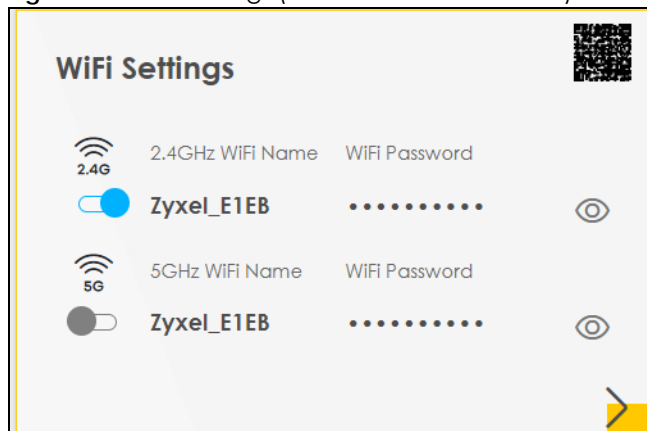 WiFi Settings
2.4G
2.4GHz WiFi Name WiFi Password
Zyxel_E1EB ••••••••••
5G
5GHz WiFi Name WiFi Password
Zyxel_E1EB ••••••••••